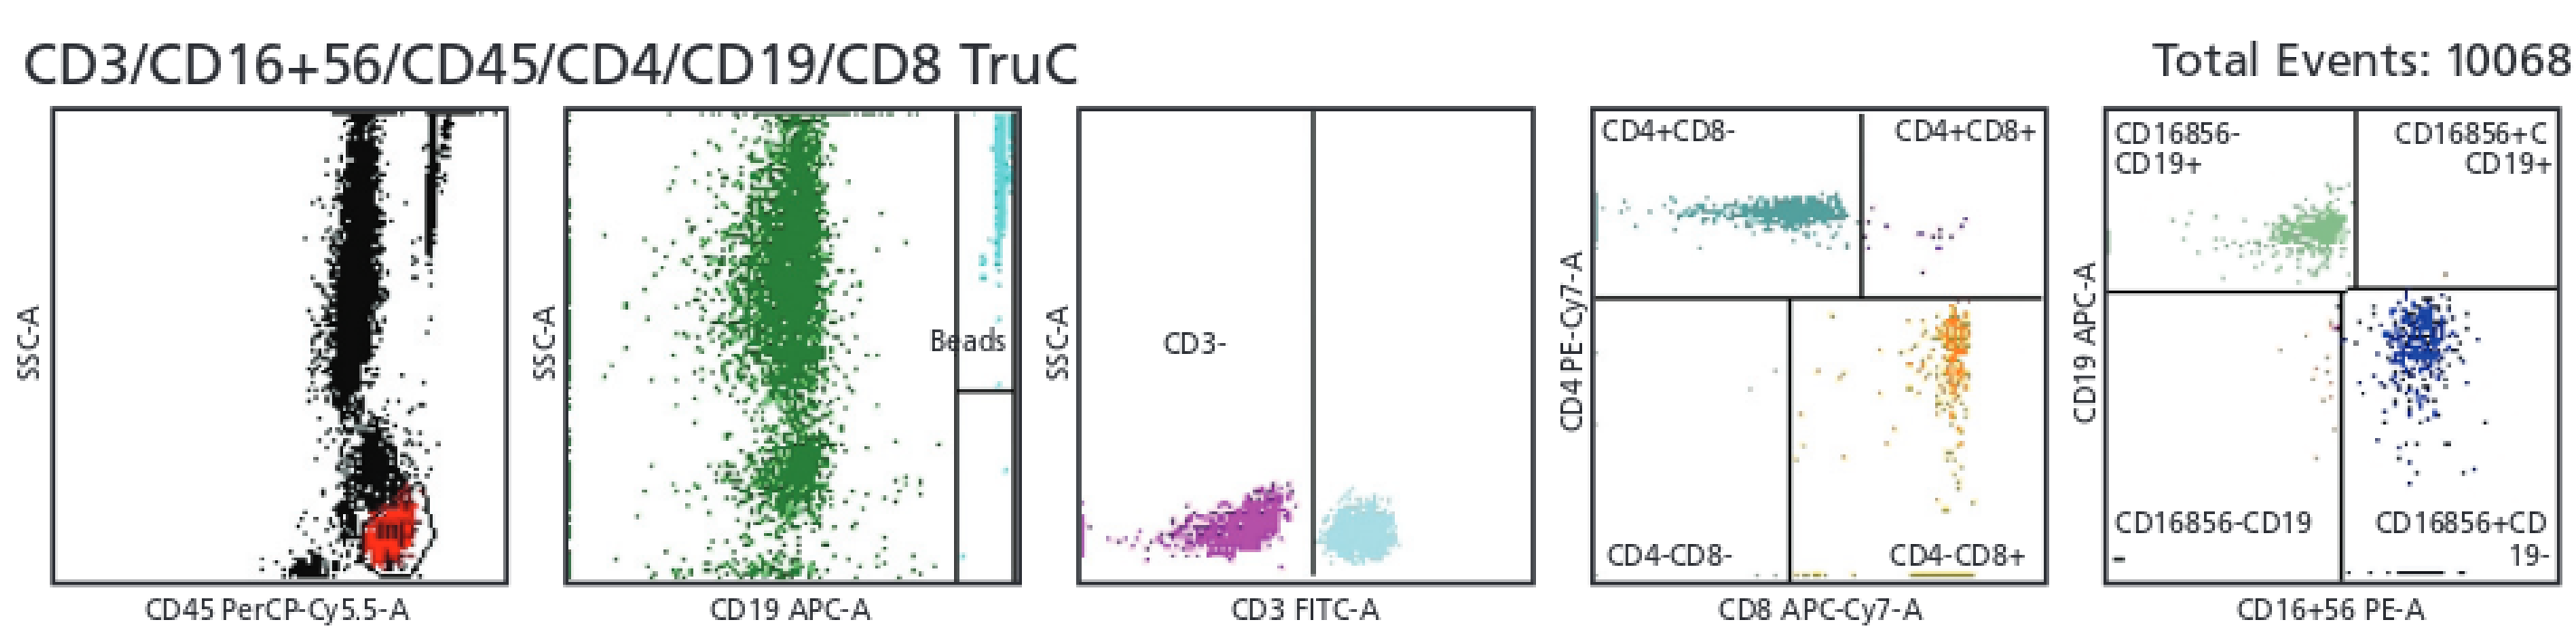 CD3/CD16+56/CD45/CD4/CD19/CD8 TruC
Total Events: 10068
SSC-A
CD45 PerCP-Cy5.5-A
SSC-A
Beads
CD19 APC-A
SSC-A
CD3-
CD3 FITC-A
CD4 PE-Cy7-A
CD4+CD8-
CD4+CD8+
CD4-CD8-
CD4-CD8+
CD8 APC-Cy7-A
CD19 APC-A
CD16856-
CD19+
CD16856+C
CD19+
CD16856-CD19
-
CD16856+CD
19-
CD16+56 PE-A